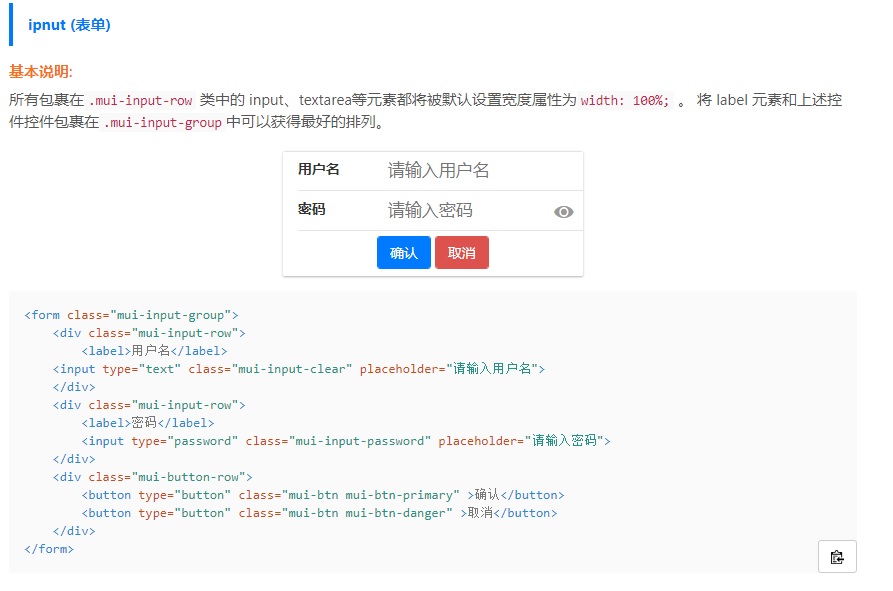 ipnut (表单)
基本说明:
所有包裹在 .mui-input-row 类中的 input、textarea等元素都将被默认设置宽度属性为 width: 100%; 。 将 label 元素和上述控
件控件包裹在 .mui-input-group 中可以获得最好的排列。
用户名 请输入用户名
密码 请输入密码
确认 取消
<form class="mui-input-group">
    <div class="mui-input-row">
        <label>用户名</label>
    <input type="text" class="mui-input-clear" placeholder="请输入用户名">
    </div>
    <div class="mui-input-row">
        <label>密码</label>
        <input type="password" class="mui-input-password" placeholder="请输入密码">
    </div>
    <div class="mui-button-row">
        <button type="button" class="mui-btn mui-btn-primary" >确认</button>
        <button type="button" class="mui-btn mui-btn-danger" >取消</button>
    </div>
</form>